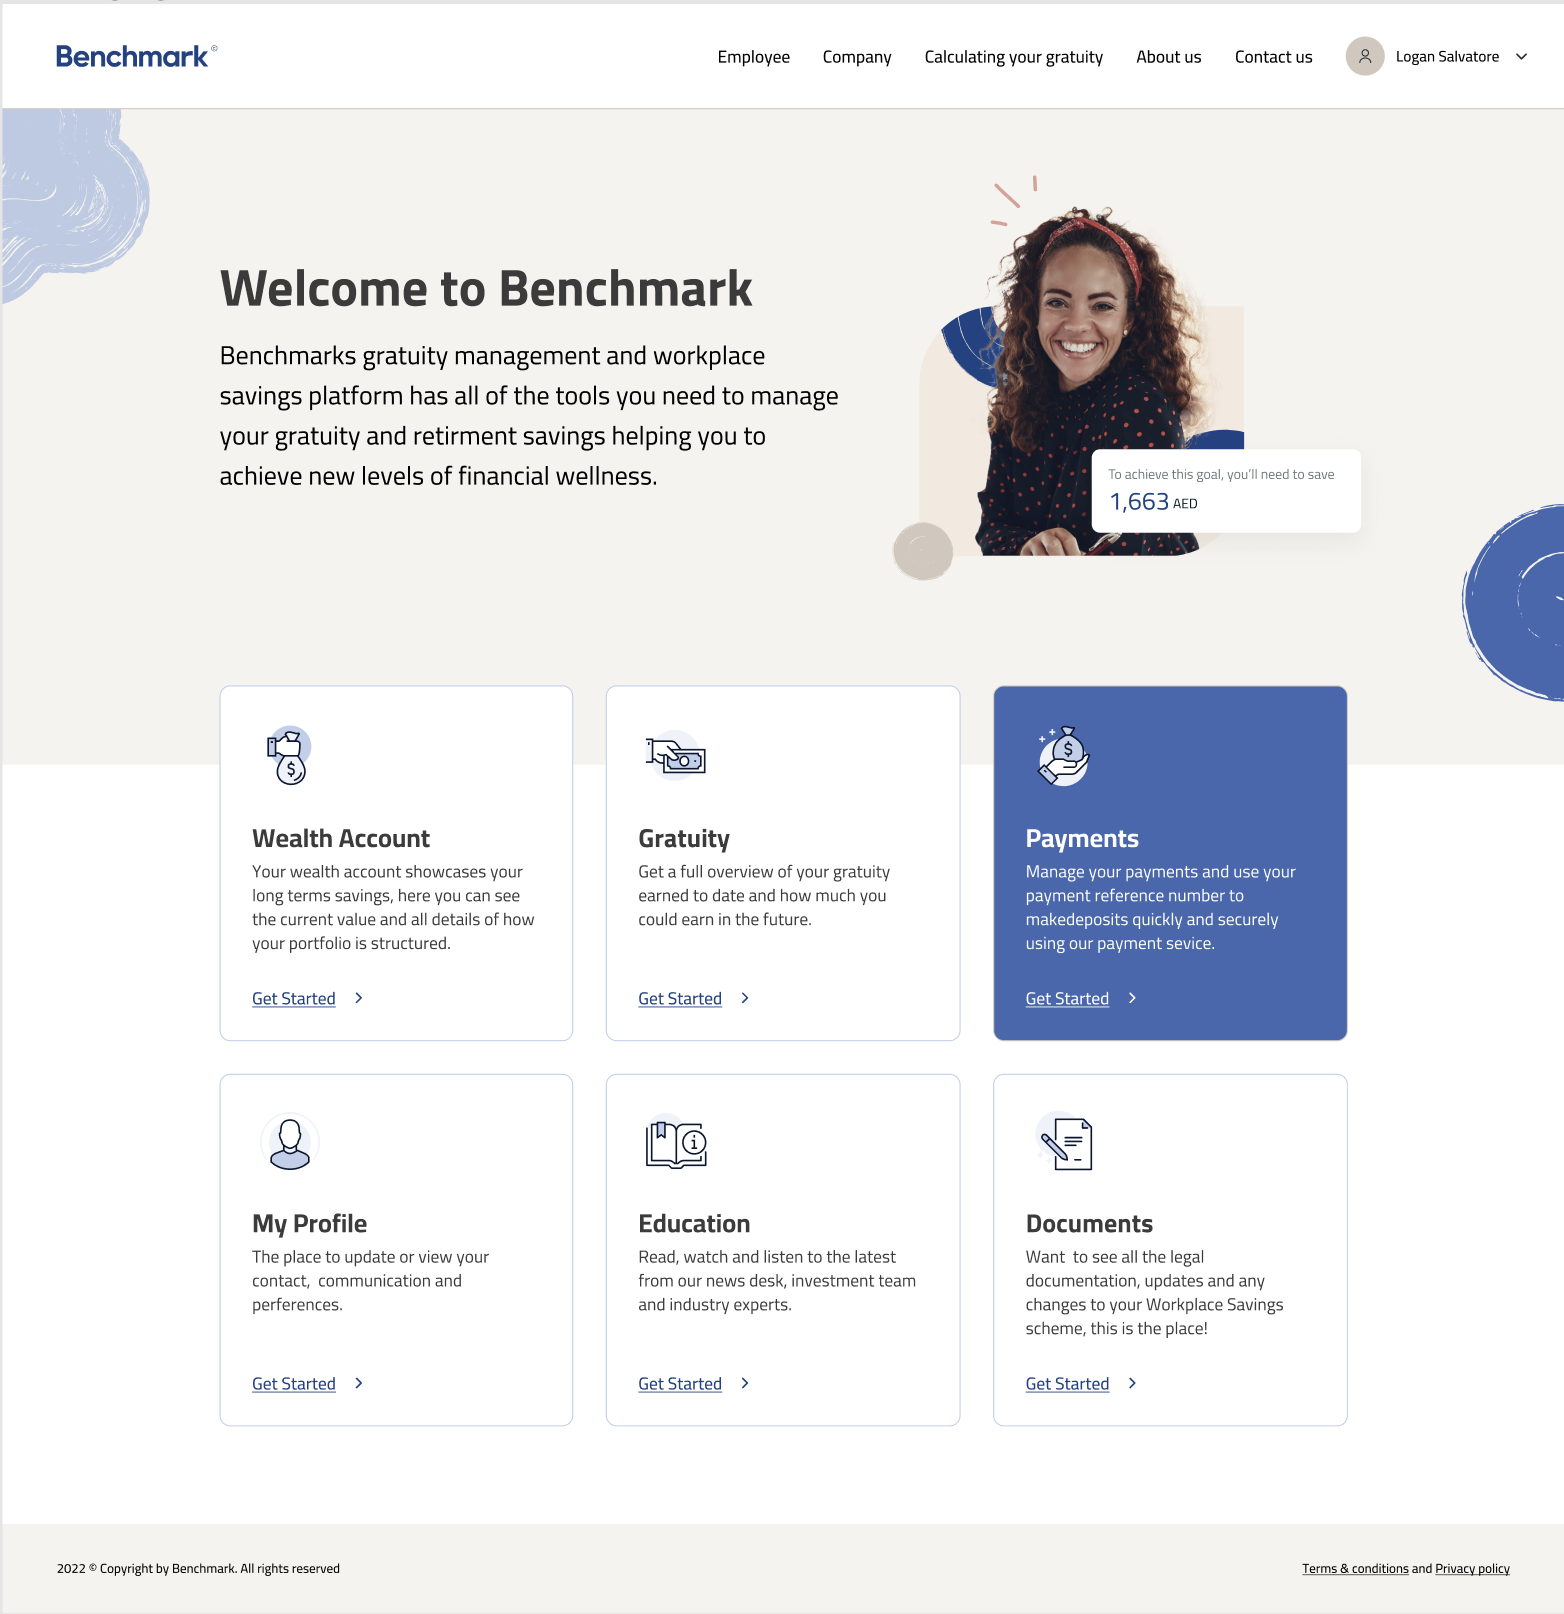 Benchmark ©
Employee Company Calculating your gratuity About us Contact us Logan Salvatore
Welcome to Benchmark
Benchmarks gratuity management and workplace
savings platform has all of the tools you need to manage
your gratuity and retirment savings helping you to
achieve new levels of financial wellness.
To achieve this goal, you'll need to save
1,663 AED
$
Wealth Account
Your wealth account showcases your
long terms savings, here you can see
the current value and all details of how
your portfolio is structured.
Get Started
Gratuity
Get a full overview of your gratuity
earned to date and how much you
could earn in the future.
Get Started
$
Payments
Manage your payments and use your
payment reference number to
makedeposits quickly and securely
using our payment sevice.
Get Started
My Profile
The place to update or view your
contact,  communication and
perferences.
Get Started
i
Education
Read, watch and listen to the latest
from our news desk, investment team
and industry experts.
Get Started
Documents
Want  to see all the legal
documentation, updates and any
changes to your Workplace Savings
scheme, this is the place!
Get Started
2022 © Copyright by Benchmark. All rights reserved
Terms & conditions and Privacy policy